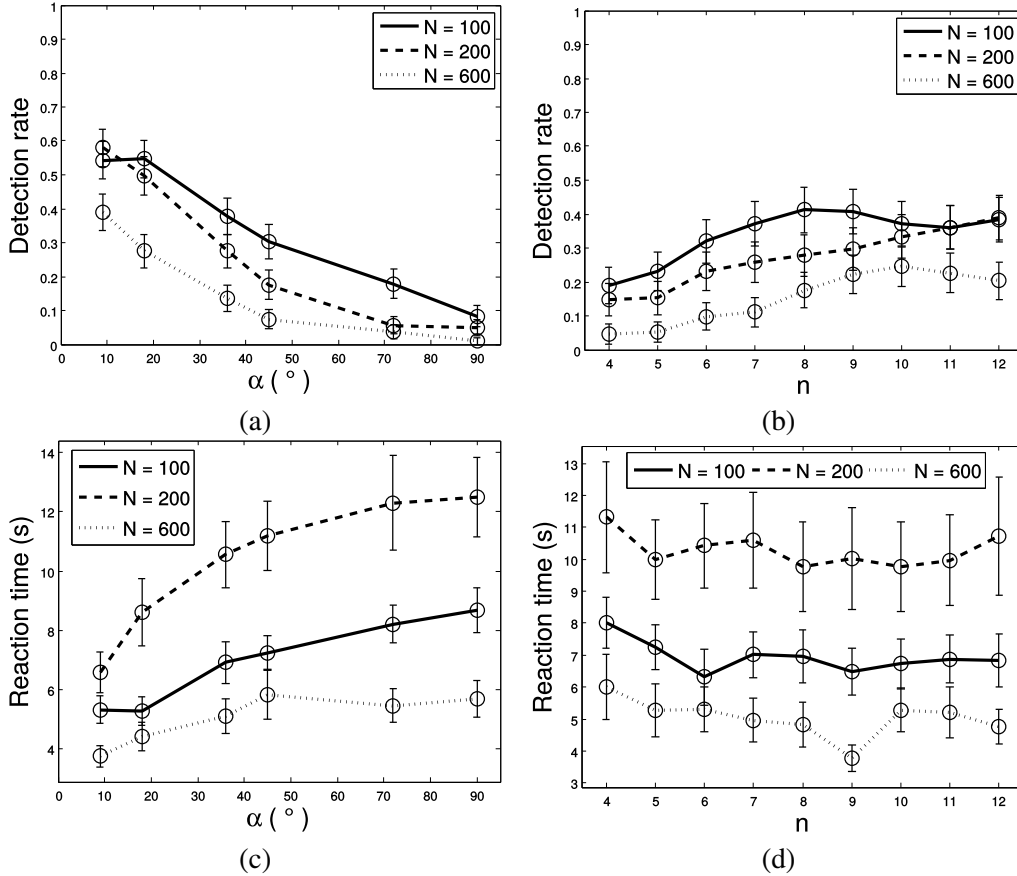 Detection rate
1
0.9
0.8
0.7
0.6
0.5
0.4
0.3
0.2
0.1
0
0 10 20 30 40 50 60 70 80 90
α ( ° )
N = 100
N = 200
N = 600
(a)
Detection rate
1
0.9
0.8
0.7
0.6
0.5
0.4
0.3
0.2
0.1
0
4 5 6 7 8 9 10 11 12
n
N = 100
N = 200
N = 600
(b)
Reaction time (s)
14
12
10
8
6
4
0 10 20 30 40 50 60 70 80 90
α ( ° )
N = 100
N = 200
N = 600
(c)
Reaction time (s)
13
12
11
10
9
8
7
6
5
4
3
4 5 6 7 8 9 10 11 12
n
N = 100 N = 200 N = 600
(d)